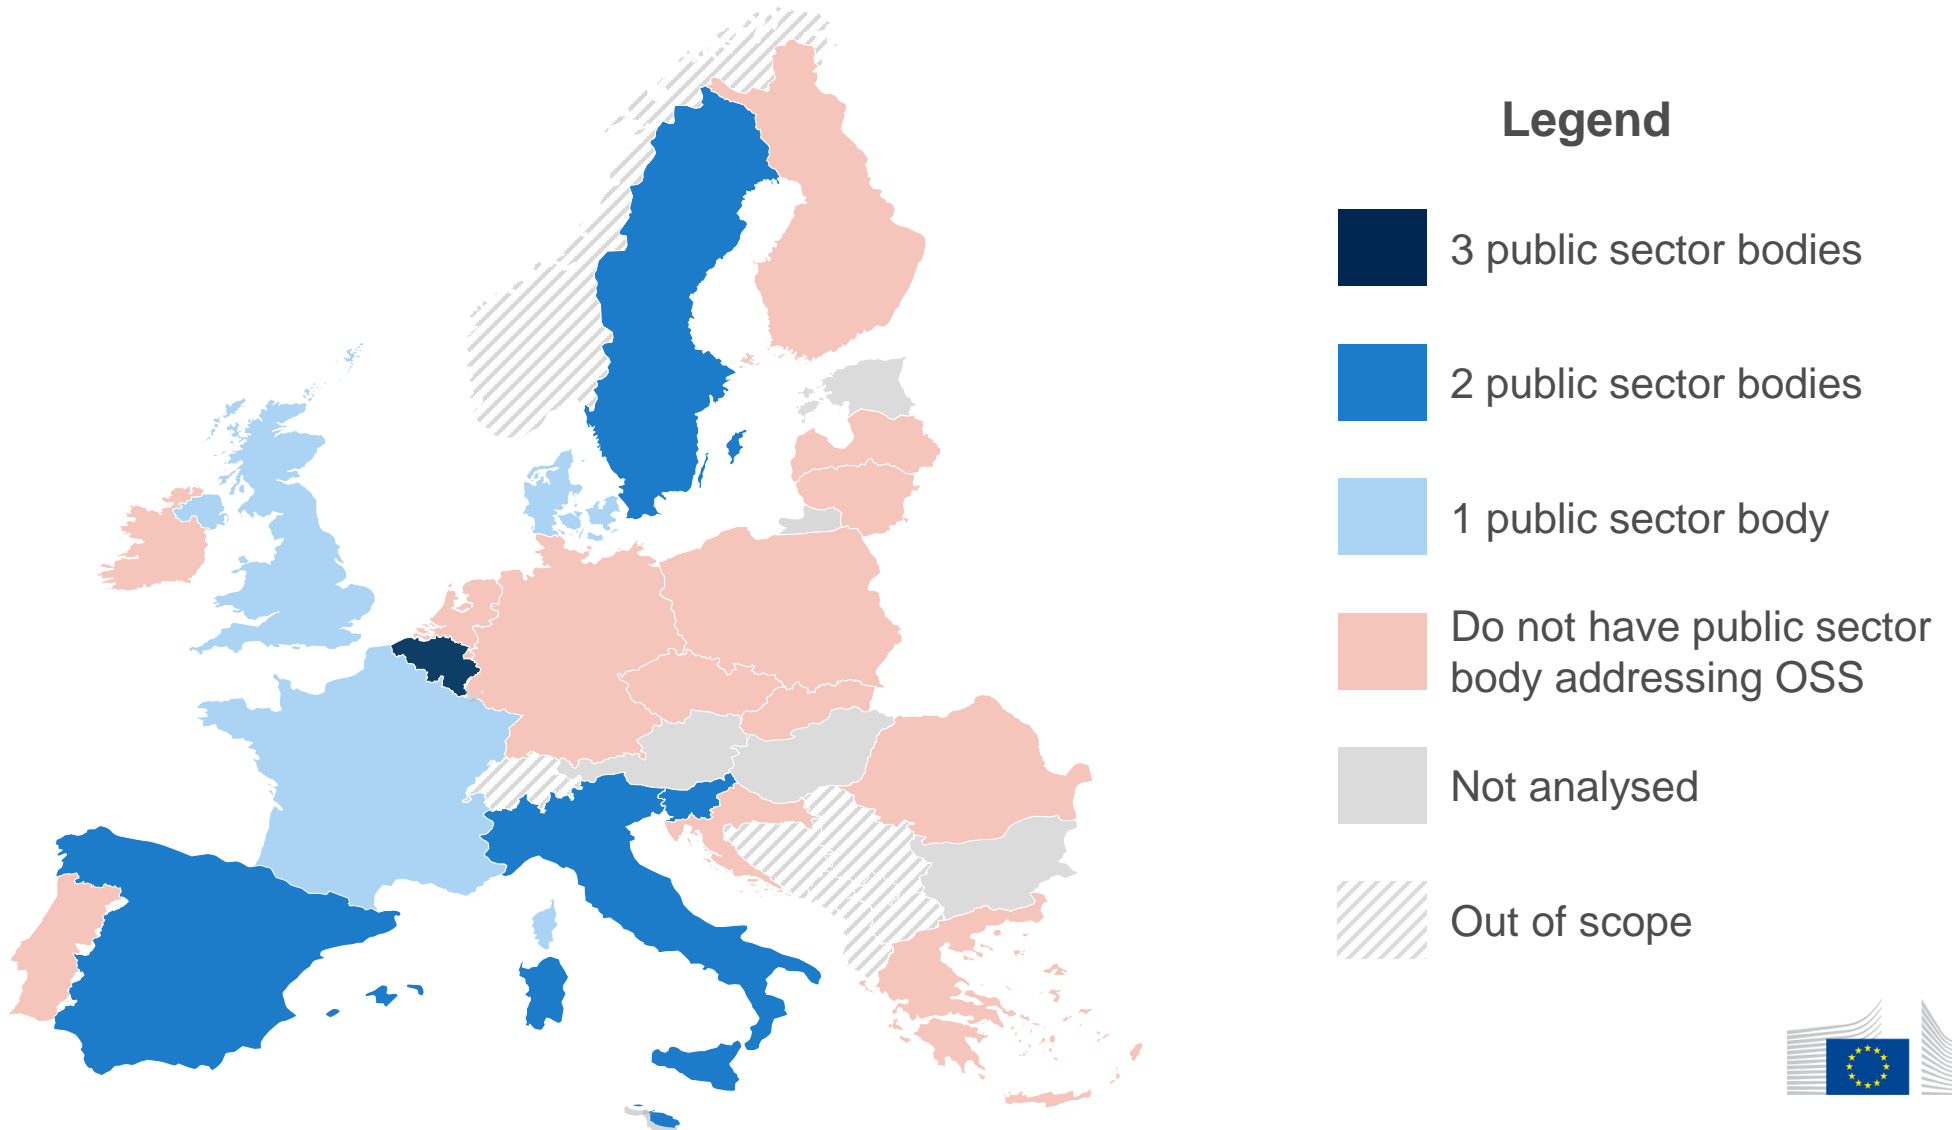 Legend
3 public sector bodies
2 public sector bodies
1 public sector body
Do not have public sector
body addressing OSS
Not analysed
Out of scope